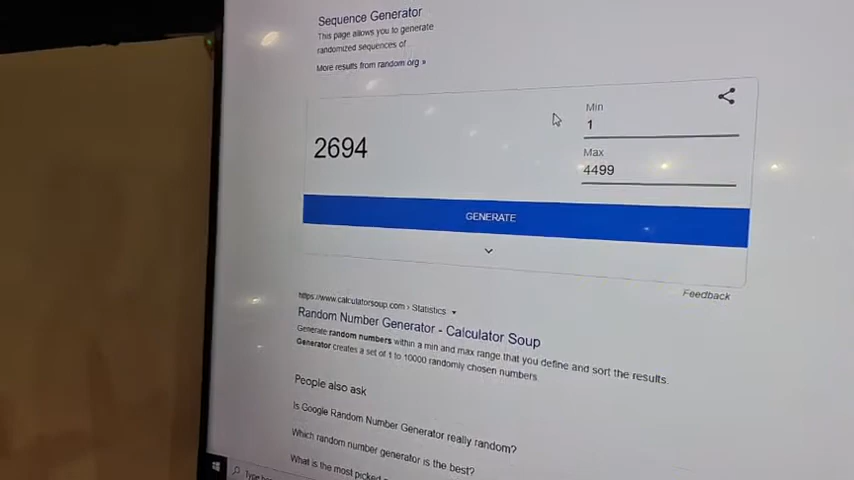 Sequence Generator
This page allows you to generate
randomized sequences of
More results from random.org »
Min
1
2694
Max
4499
GENERATE
Feedback
https://www.calculatorsoup.com › Statistics
Random Number Generator - Calculator Soup
Generate random numbers within a min and max range that you define and sort the results.
Generator creates a set of 1 to 10000 randomly chosen numbers.
People also ask
Is Google Random Number Generator really random?
Which random number generator is the best?
What is the most picked
Type